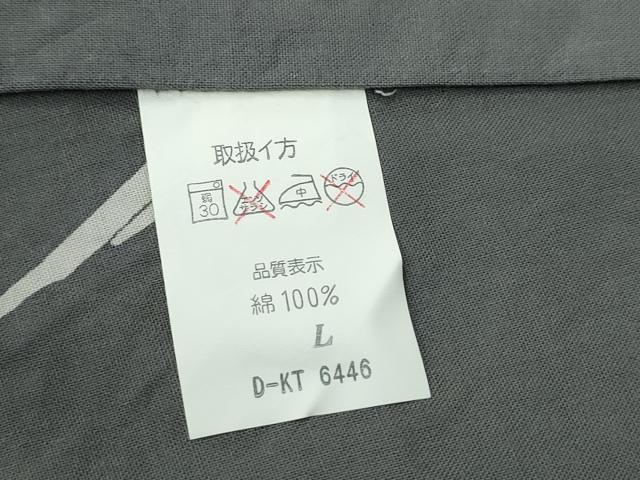 取扱イ方
弱 30 エンソ サラシ 中 ドライ
品質表示
綿 100%
L
D-KT 6446